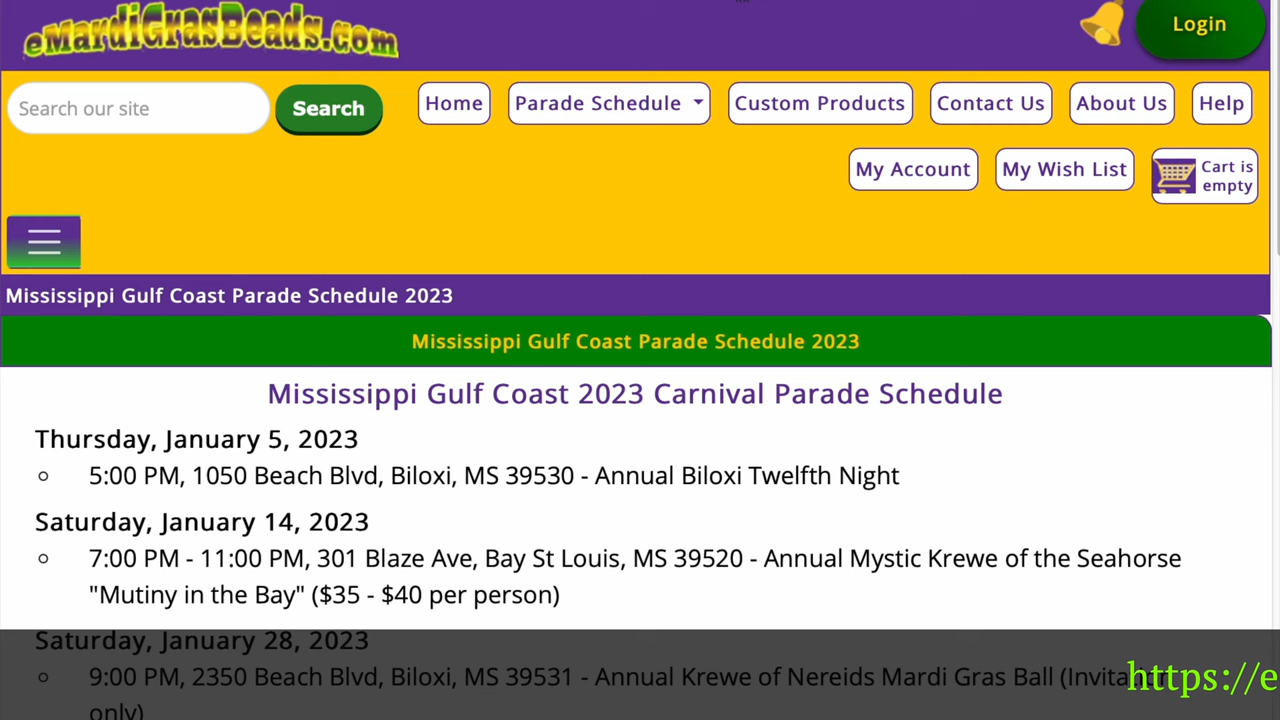 eMardiGrasBeads.com
Login
Search our site
Search
Home
Parade Schedule
Custom Products
Contact Us
About Us
Help
My Account
My Wish List
Cart is
empty
Mississippi Gulf Coast Parade Schedule 2023
Mississippi Gulf Coast Parade Schedule 2023
Mississippi Gulf Coast 2023 Carnival Parade Schedule
Thursday, January 5, 2023
5:00 PM, 1050 Beach Blvd, Biloxi, MS 39530 - Annual Biloxi Twelfth Night
Saturday, January 14, 2023
7:00 PM - 11:00 PM, 301 Blaze Ave, Bay St Louis, MS 39520 - Annual Mystic Krewe of the Seahorse
"Mutiny in the Bay" ($35 - $40 per person)
Saturday, January 28, 2023
9:00 PM, 2350 Beach Blvd, Biloxi, MS 39531 - Annual Krewe of Nereids Mardi Gras Ball (Invitation
only)
https://e